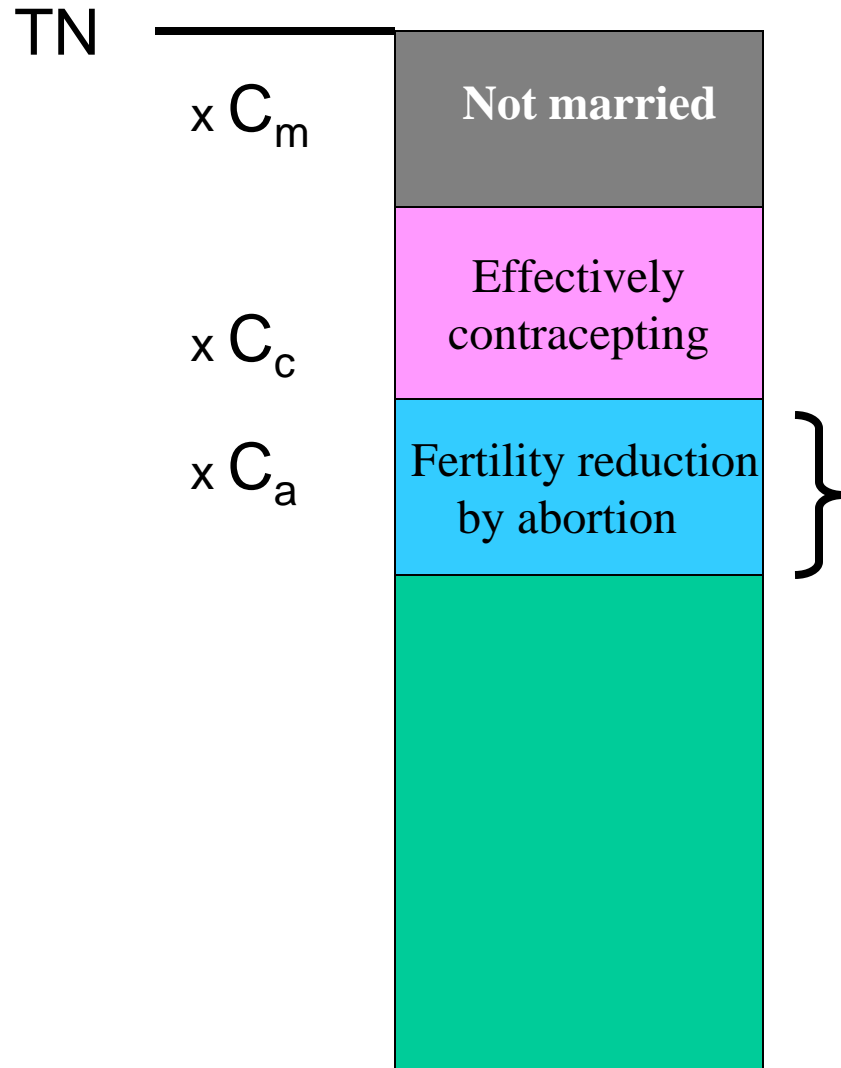 TN
x Cm
Not married
Effectively
contracepting
x Cc
x Ca
Fertility reduction
by abortion